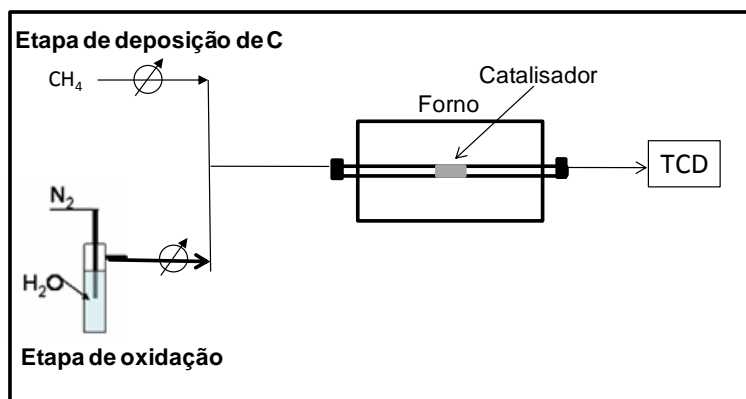 Etapa de deposição de C
CH₄
Catalisador
Forno
TCD
N₂
H₂O
Etapa de oxidação